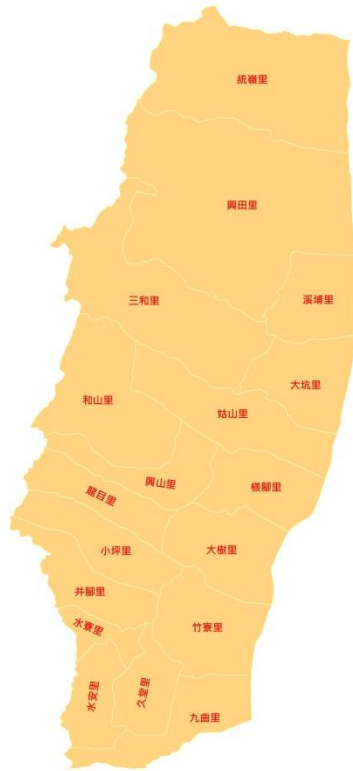 統嶺里
興田里
溪埔里
三和里
大坑里
和山里
姑山里
興山里
樣腳里
龍目里
小坪里
大樹里
井腳里
水寮里
竹寮里
水安里
久堂里
九曲里